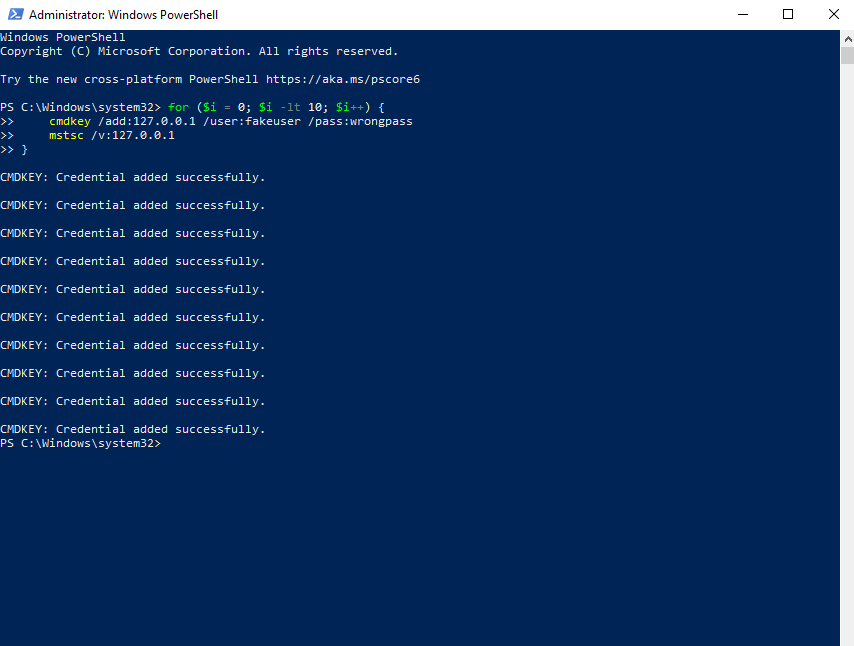 Administrator: Windows PowerShell
Windows PowerShell
Copyright (C) Microsoft Corporation. All rights reserved.
Try the new cross-platform PowerShell https://aka.ms/pscore6
PS C:\Windows\system32> for ($i = 0; $i -lt 10; $i++) {
>>     cmdkey /add:127.0.0.1 /user:fakeuser /pass:wrongpass
>>     mstsc /v:127.0.0.1
>> }
CMDKEY: Credential added successfully.
CMDKEY: Credential added successfully.
CMDKEY: Credential added successfully.
CMDKEY: Credential added successfully.
CMDKEY: Credential added successfully.
CMDKEY: Credential added successfully.
CMDKEY: Credential added successfully.
CMDKEY: Credential added successfully.
CMDKEY: Credential added successfully.
CMDKEY: Credential added successfully.
PS C:\Windows\system32>